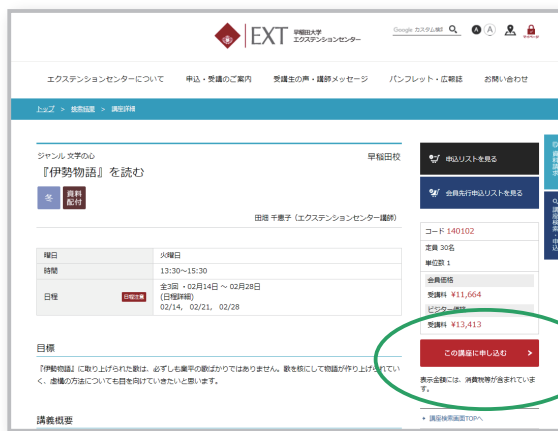 EXT 早稲田大学
エクステンションセンター
Google カスタム検索
A A
エクステンションセンターについて 申込・受講のご案内 受講生の声・講師メッセージ パンフレット・広報誌 お問い合わせ
トップ > 検索結果 > 講座詳細
ジャンル 文学の心 早稲田校
『伊勢物語』を読む
冬 資料
配付
田畑 千恵子（エクステンションセンター講師）
曜日 火曜日
時間 13:30～15:30
日程 日程注意 全3回 ・02月14日 ～ 02月28日
(日程詳細)
02/14, 02/21, 02/28
目標
『伊勢物語』に取り上げられた歌は、必ずしも業平の歌ばかりではありません。歌を核にして物語が作り上げられてい
く、虚構の方法についても目を向けていきたいと思います。
講義概要
申込リストを見る
会員先行申込リストを見る
コード 140102
定員 30名
単位数 1
会員価格
受講料 ¥11,664
ビジター価格
受講料 ¥13,413
この講座に申し込む
表示金額には、消費税等が含まれていま
す。
講座検索画面TOPへ
資料請求
講座検索・申込